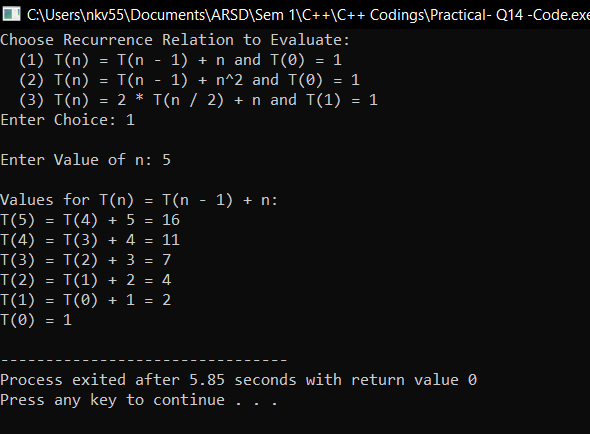 C:\Users\nkv55\Documents\ARSD\Sem 1\C++\C++ Codings\Practical- Q14 -Code.exe
Choose Recurrence Relation to Evaluate:
(1) T(n) = T(n - 1) + n and T(0) = 1
(2) T(n) = T(n - 1) + n^2 and T(0) = 1
(3) T(n) = 2 * T(n / 2) + n and T(1) = 1
Enter Choice: 1
Enter Value of n: 5
Values for T(n) = T(n - 1) + n:
T(5) = T(4) + 5 = 16
T(4) = T(3) + 4 = 11
T(3) = T(2) + 3 = 7
T(2) = T(1) + 2 = 4
T(1) = T(0) + 1 = 2
T(0) = 1
--------------------------------
Process exited after 5.85 seconds with return value 0
Press any key to continue . . .